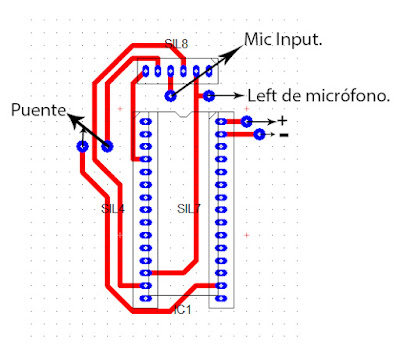 SIL8
Mic Input.
Left de micrófono.
Puente
+
-
SIL4
SIL7
IC1